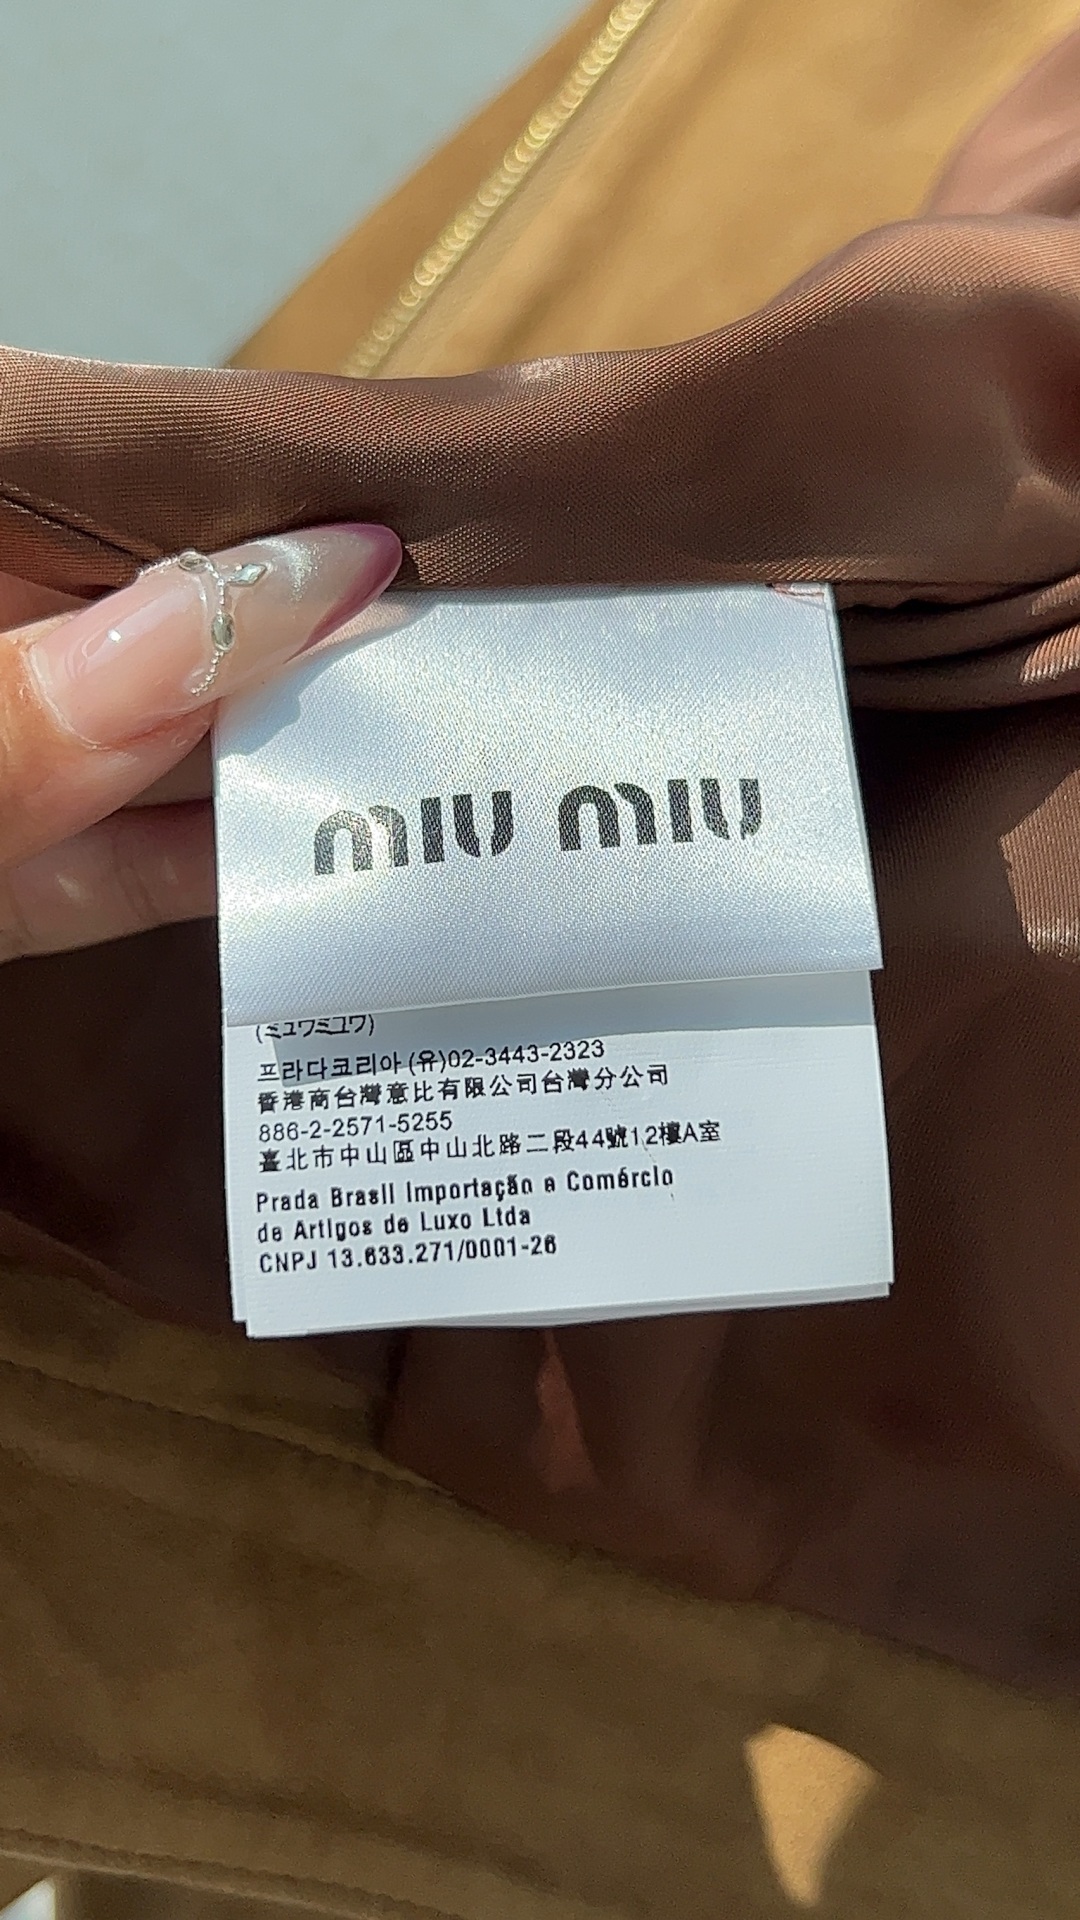 miu miu
(ミュウミュウ)
프라다코리아 (유)02-3443-2323
香港商台灣意比有限公司台灣分公司
886-2-2571-5255
臺北市中山區中山北路二段44號12樓A室
Prada Brasil Importação e Comércio
de Artigos de Luxo Ltda
CNPJ 13.633.271/0001-26